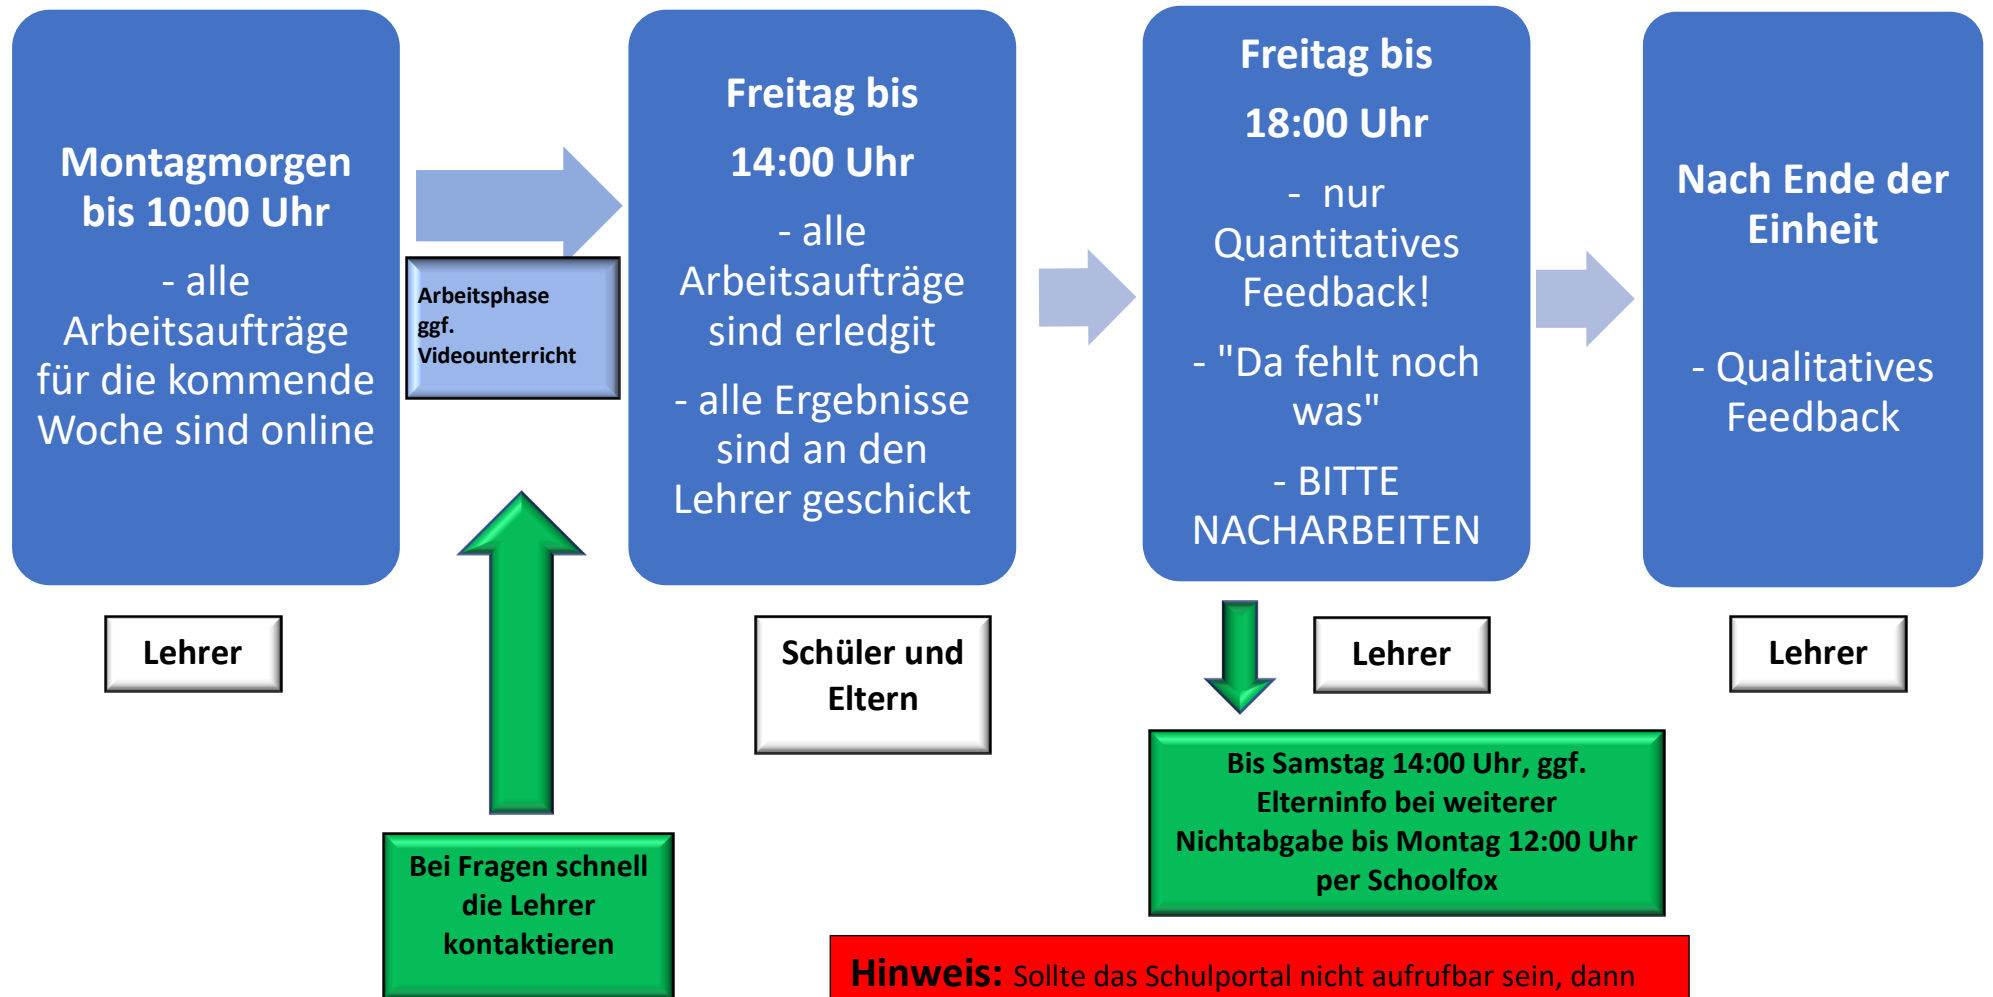 Montagmorgen
bis 10:00 Uhr
- alle
Arbeitsaufträge
für die kommende
Woche sind online
Lehrer
Arbeitsphase
ggf.
Videounterricht
Bei Fragen schnell
die Lehrer
kontaktieren
Freitag bis
14:00 Uhr
- alle
Arbeitsaufträge
sind erledgit
- alle Ergebnisse
sind an den
Lehrer geschickt
Schüler und
Eltern
Freitag bis
18:00 Uhr
- nur
Quantitatives
Feedback!
- "Da fehlt noch
was"
- BITTE
NACHARBEITEN
Lehrer
Bis Samstag 14:00 Uhr, ggf.
Elterninfo bei weiterer
Nichtabgabe bis Montag 12:00 Uhr
per Schoolfox
Nach Ende der
Einheit
- Qualitatives
Feedback
Lehrer
Hinweis: Sollte das Schulportal nicht aufrufbar sein, dann